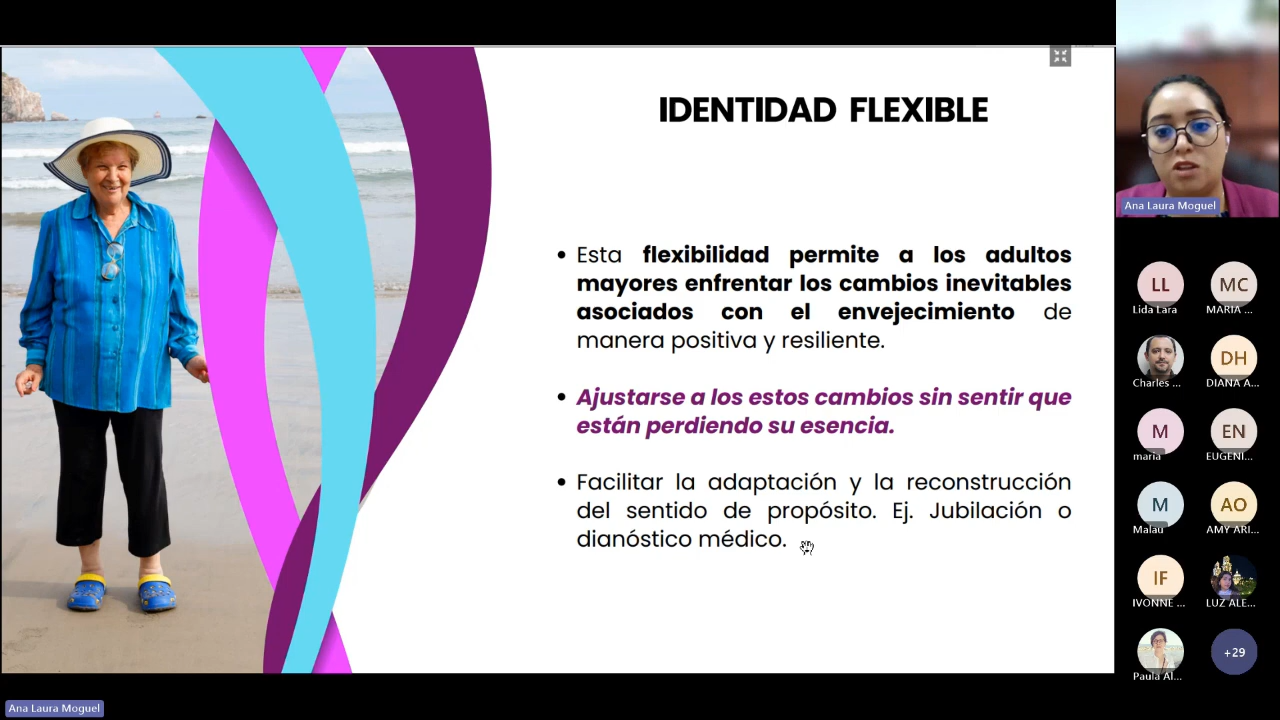 IDENTIDAD FLEXIBLE
• Esta flexibilidad permite a los adultos
mayores enfrentar los cambios inevitables
asociados con el envejecimiento de
manera positiva y resiliente.
• Ajustarse a los estos cambios sin sentir que
están perdiendo su esencia.
• Facilitar la adaptación y la reconstrucción
del sentido de propósito. Ej. Jubilación o
dianóstico médico.
Ana Laura Moguel
LL
Lida Lara
MC
MARIA ...
Charles ...
DH
DIANA A...
M
maria
EN
EUGENI...
M
Malau
AO
AMY ARI...
IF
IVONNE ...
LUZ ALE...
Paula Al...
+29
Ana Laura Moguel